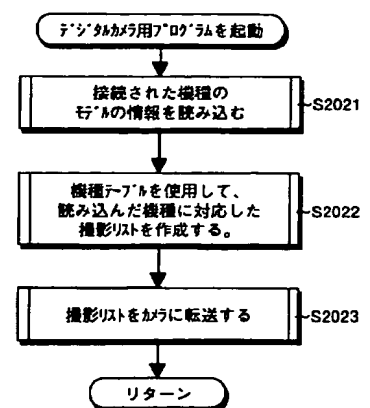 ﾃﾞｼﾞﾀﾙｶﾒﾗ用ﾌﾟﾛｸﾞﾗﾑを起動
接続された機種の
ﾓﾃﾞﾙの情報を読み込む
~S2021
機種ﾃｰﾌﾞﾙを使用して、
読み込んだ機種に対応した
撮影ﾘｽﾄを作成する。
~S2022
撮影ﾘｽﾄをｶﾒﾗに転送する
~S2023
リターン